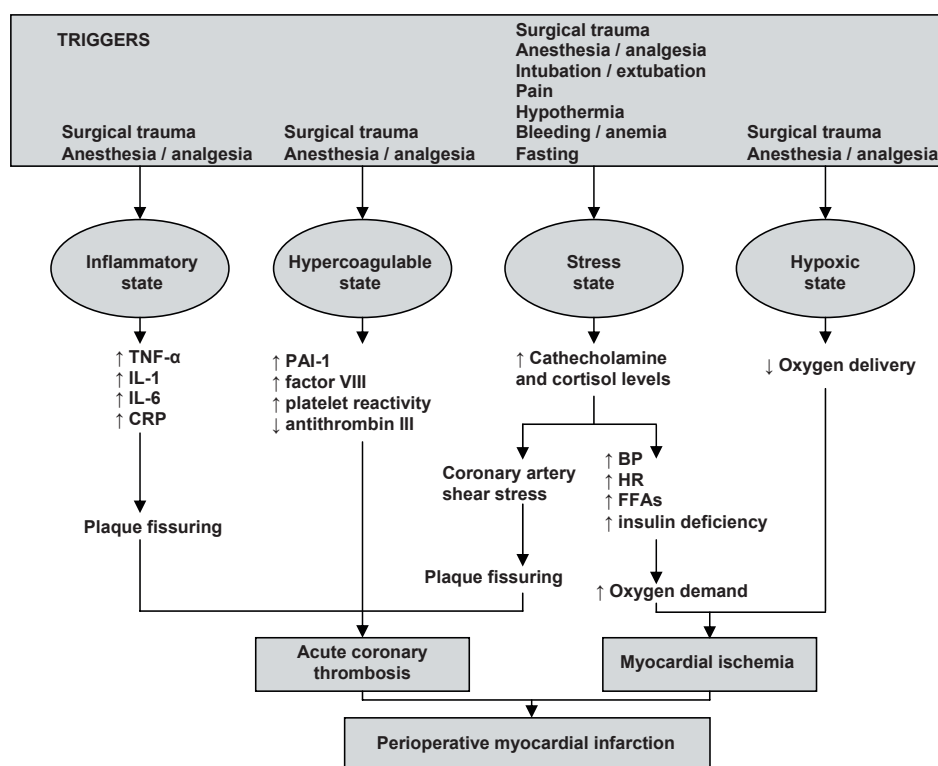 TRIGGERS
Surgical trauma
Anesthesia / analgesia
Surgical trauma
Anesthesia / analgesia
Surgical trauma
Anesthesia / analgesia
Intubation / extubation
Pain
Hypothermia
Bleeding / anemia
Fasting
Surgical trauma
Anesthesia / analgesia
Inflammatory
state
Hypercoagulable
state
Stress
state
Hypoxic
state
↑ TNF-α
↑ IL-1
↑ IL-6
↑ CRP
↑ PAI-1
↑ factor VIII
↑ platelet reactivity
↓ antithrombin III
↑ Cathecholamine
and cortisol levels
↓ Oxygen delivery
Coronary artery
shear stress
↑ BP
↑ HR
↑ FFAs
↑ insulin deficiency
Plaque fissuring
Plaque fissuring
↑ Oxygen demand
Acute coronary
thrombosis
Myocardial ischemia
Perioperative myocardial infarction